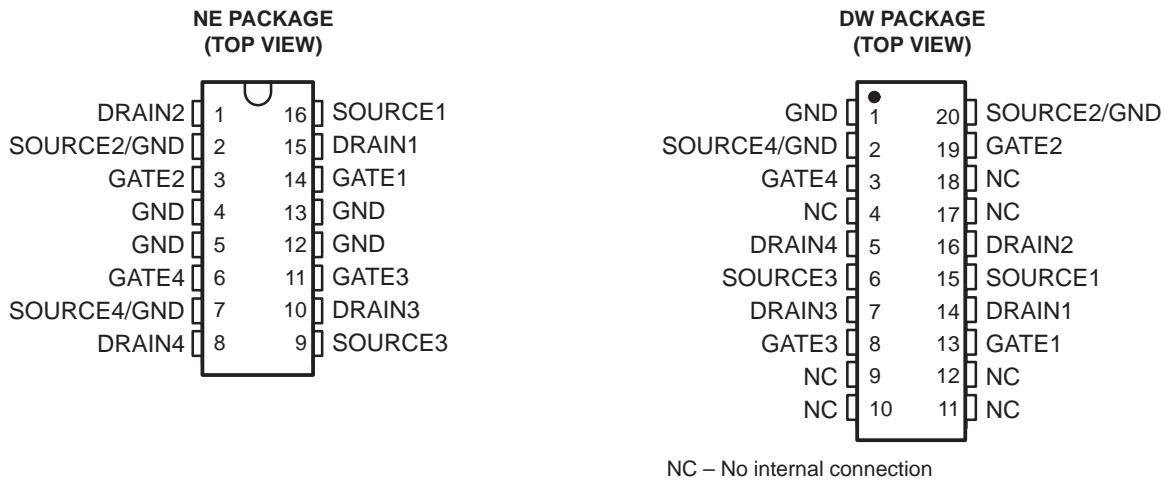 NE PACKAGE
(TOP VIEW)
DRAIN2 1 16 SOURCE1
SOURCE2/GND 2 15 DRAIN1
GATE2 3 14 GATE1
GND 4 13 GND
GND 5 12 GND
GATE4 6 11 GATE3
SOURCE4/GND 7 10 DRAIN3
DRAIN4 8 9 SOURCE3
DW PACKAGE
(TOP VIEW)
GND 1 20 SOURCE2/GND
SOURCE4/GND 2 19 GATE2
GATE4 3 18 NC
NC 4 17 NC
DRAIN4 5 16 DRAIN2
SOURCE3 6 15 SOURCE1
DRAIN3 7 14 DRAIN1
GATE3 8 13 GATE1
NC 9 12 NC
NC 10 11 NC
NC – No internal connection